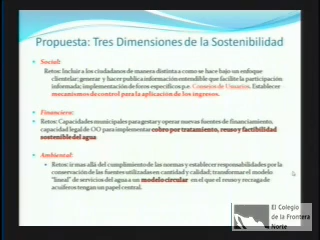 Propuesta: Tres Dimensiones de la Sostenibilidad
Social:
Retos: Incluir a los ciudadanos de manera distinta a como se hace bajo un enfoque
clientelar; generar y hacer publica información entendible que facilite la participación
informada; implementación de foros específicos p.e. Consejos de Usuarios. Establecer
mecanismos de control para la aplicación de los ingresos.
Financiero:
Retos: Capacidades municipales para gestar y operar nuevas fuentes de financiamiento,
capacidad legal de OO para implementar cobro por tratamiento, reuso y factibilidad
sostenible del agua
Ambiental:
Retos: ir mas allá del cumplimiento de las normas y establecer responsabilidades por la
conservación de las fuentes utilizadas en cantidad y calidad; transformar el modelo
"lineal" de servicios del agua a un modelo circular en el que el reuso y recarga de
acuíferos tengan un papel central.
El Colegio
de la Frontera
Norte